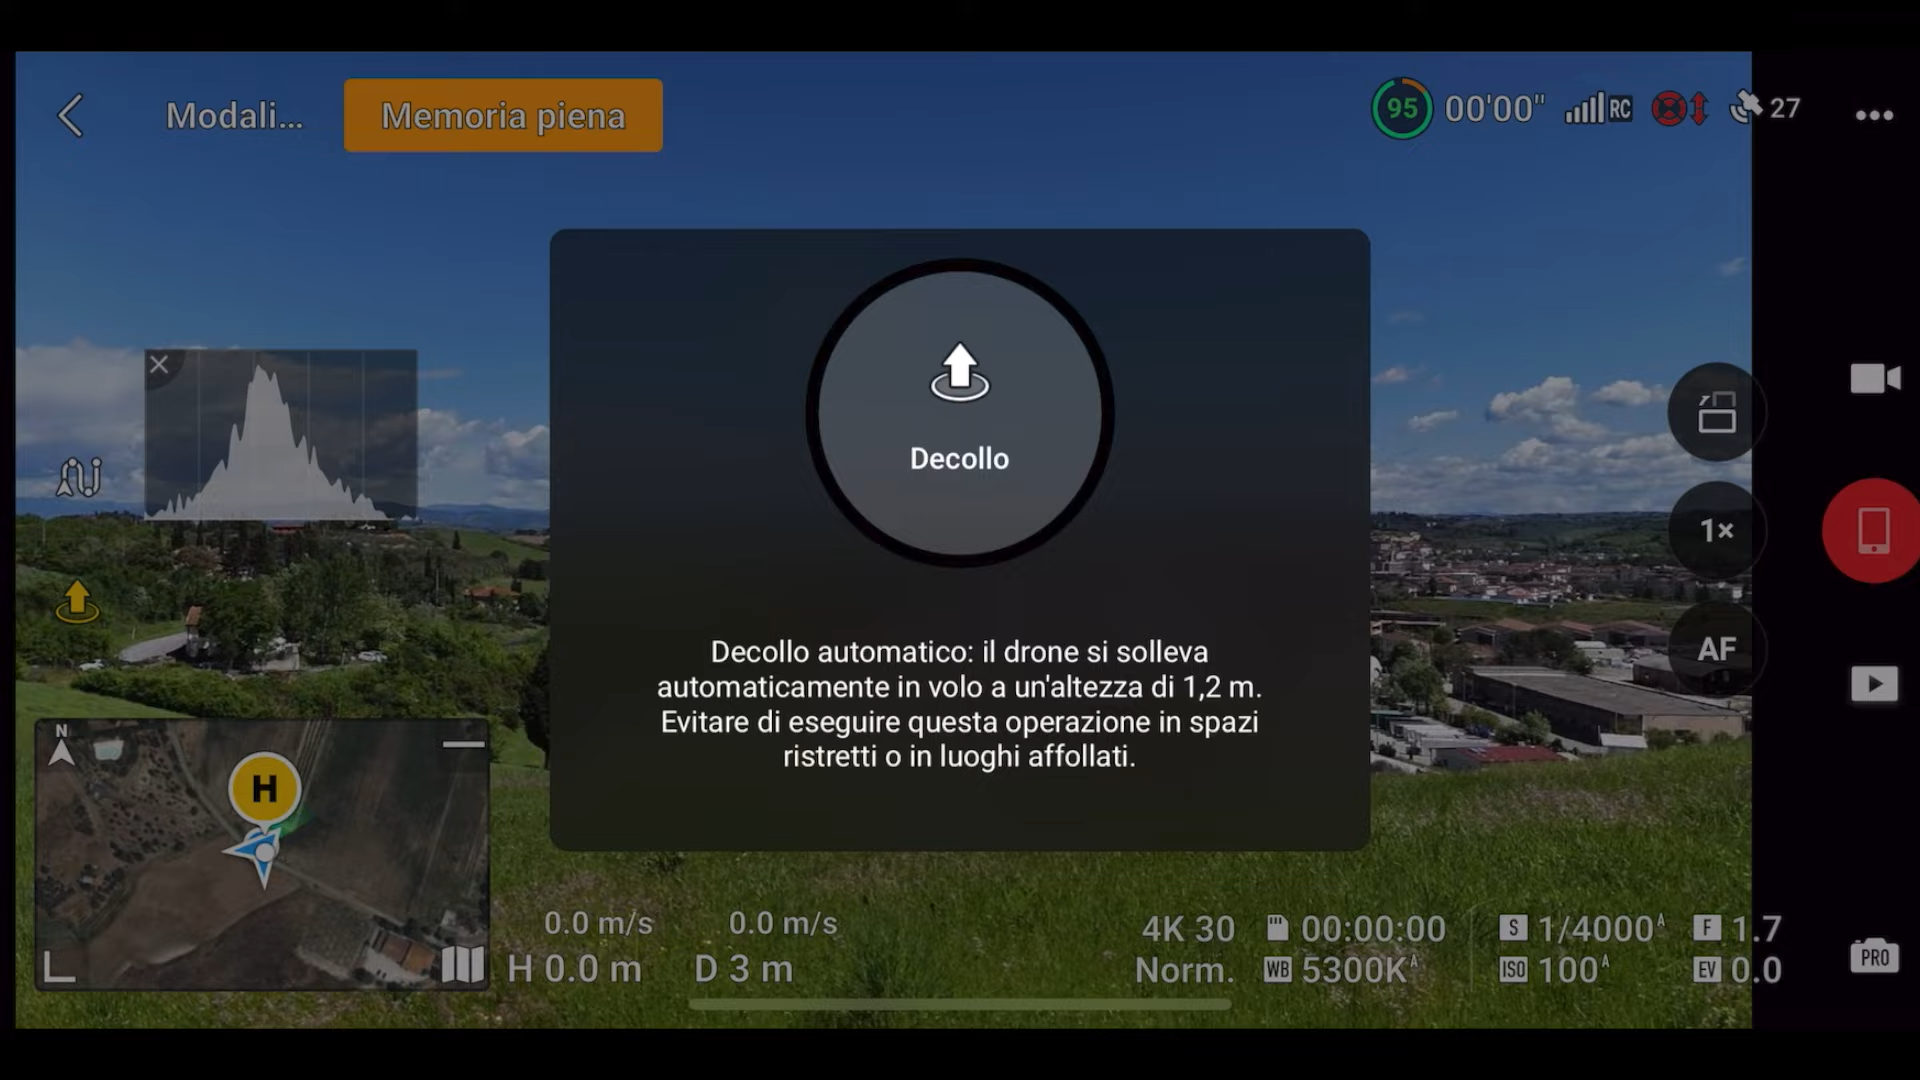 Modali...
Memoria piena
95
00'00"
RC
27
Decollo
1×
AF
Decollo automatico: il drone si solleva
automaticamente in volo a un'altezza di 1,2 m.
Evitare di eseguire questa operazione in spazi
ristretti o in luoghi affollati.
N
H
0.0 m/s
0.0 m/s
H 0.0 m
D 3 m
4K 30
00:00:00
S 1/4000 A
F 1.7
Norm.
WB 5300K A
ISO 100 A
EV 0.0
PRO